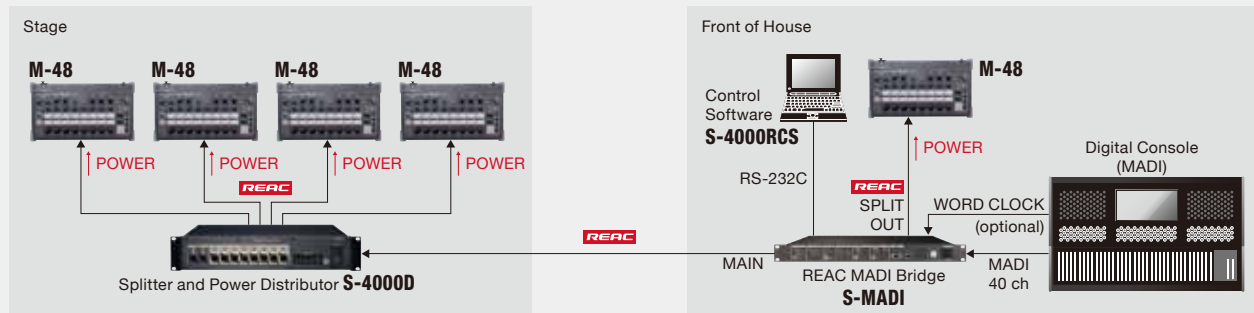 Stage
M-48
M-48
M-48
M-48
POWER
POWER
POWER
POWER
REAC
Splitter and Power Distributor S-4000D
REAC
Front of House
Control
Software
S-4000RCS
M-48
POWER
RS-232C
REAC
SPLIT
OUT
Digital Console
(MADI)
WORD CLOCK
(optional)
MAIN
REAC MADI Bridge
S-MADI
MADI
40 ch